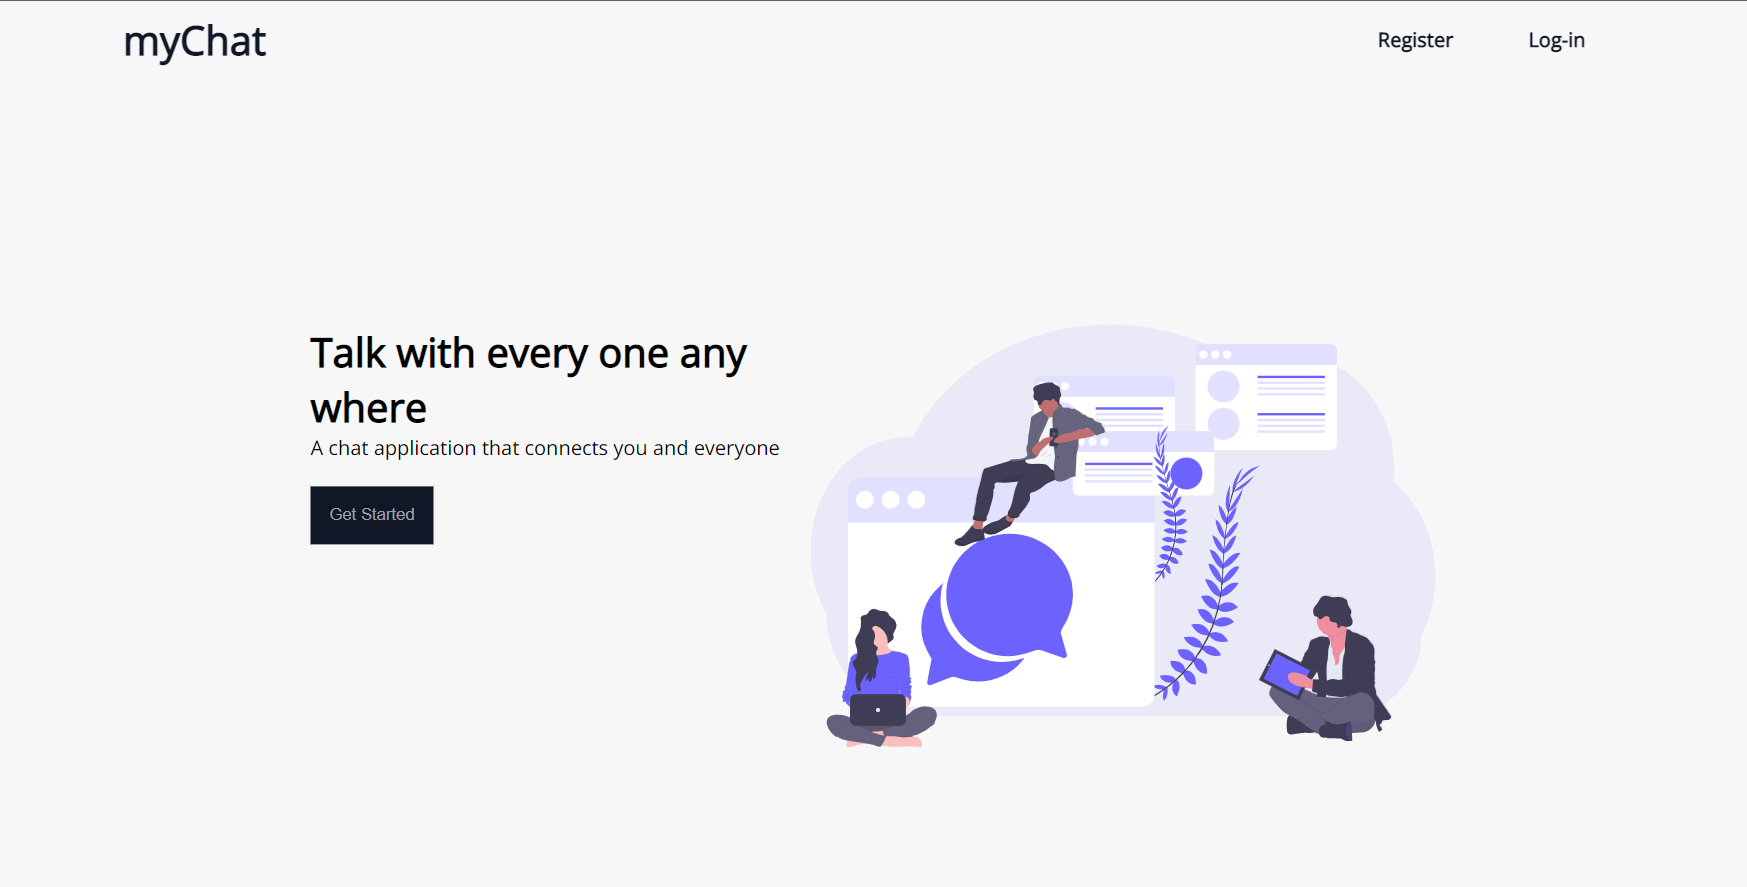 myChat
Register
Log-in
Talk with every one any
where
A chat application that connects you and everyone
Get Started